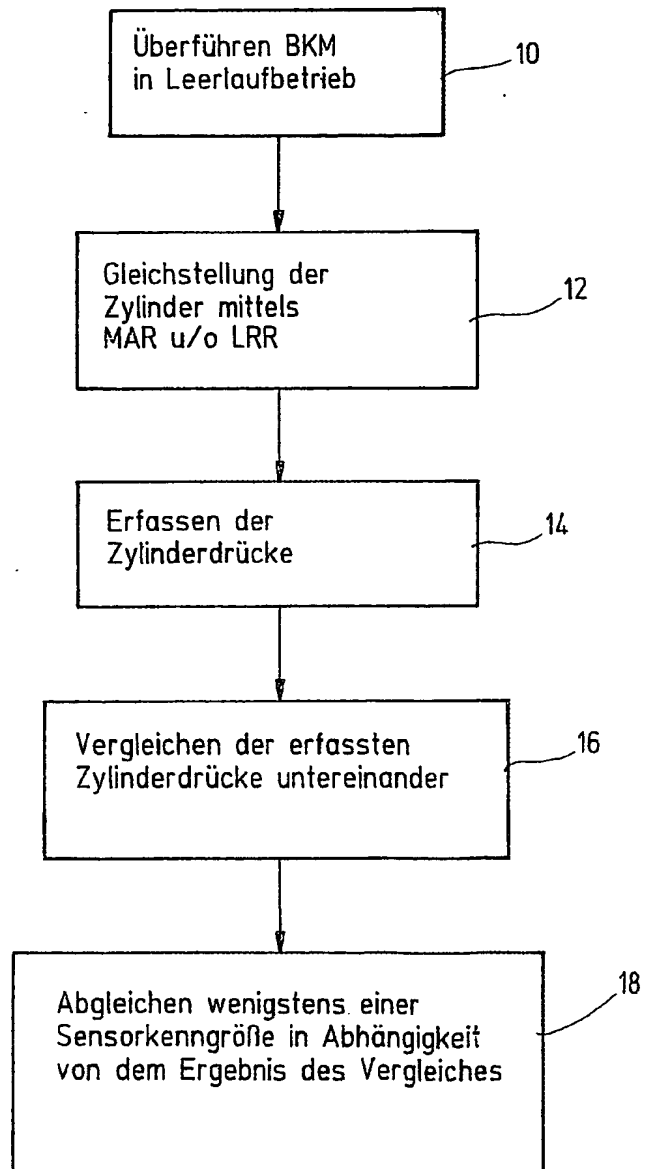 Überführen BKM
in Leerlaufbetrieb
10
Gleichstellung der
Zylinder mittels
MAR u/o LRR
12
Erfassen der
Zylinderdrücke
14
Vergleichen der erfassten
Zylinderdrücke untereinander
16
Abgleichen wenigstens einer
Sensorkenngröße in Abhängigkeit
von dem Ergebnis des Vergleiches
18